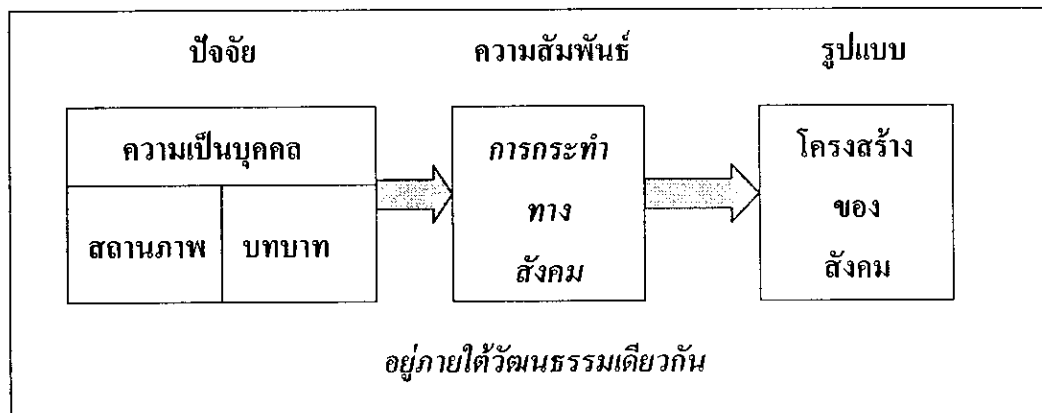 ปัจจัย
ความสัมพันธ์
รูปแบบ
ความเป็นบุคคล
สถานภาพ
บทบาท
การกระทำ
ทาง
สังคม
โครงสร้าง
ของ
สังคม
อยู่ภายใต้วัฒนธรรมเดียวกัน